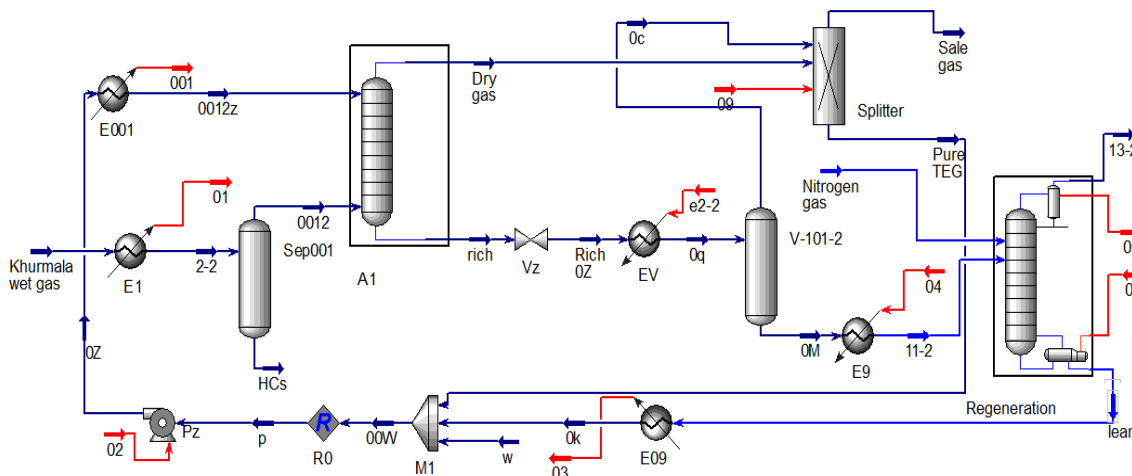 0c
Sale
gas
001
Dry
gas
09
Splitter
0012z
E001
13-2
Pure
TEG
01
Nitrogen
gas
e2-2
0012
Sep001
V-101-2
rich
Vz
Rich
0Z
EV
0q
Khurmala
wet gas
E1
2-2
A1
04
0M
E9
11-2
0Z
HCs
Regeneration
lean
Pz
02
p
R
R0
00W
M1
0k
w
03
E09